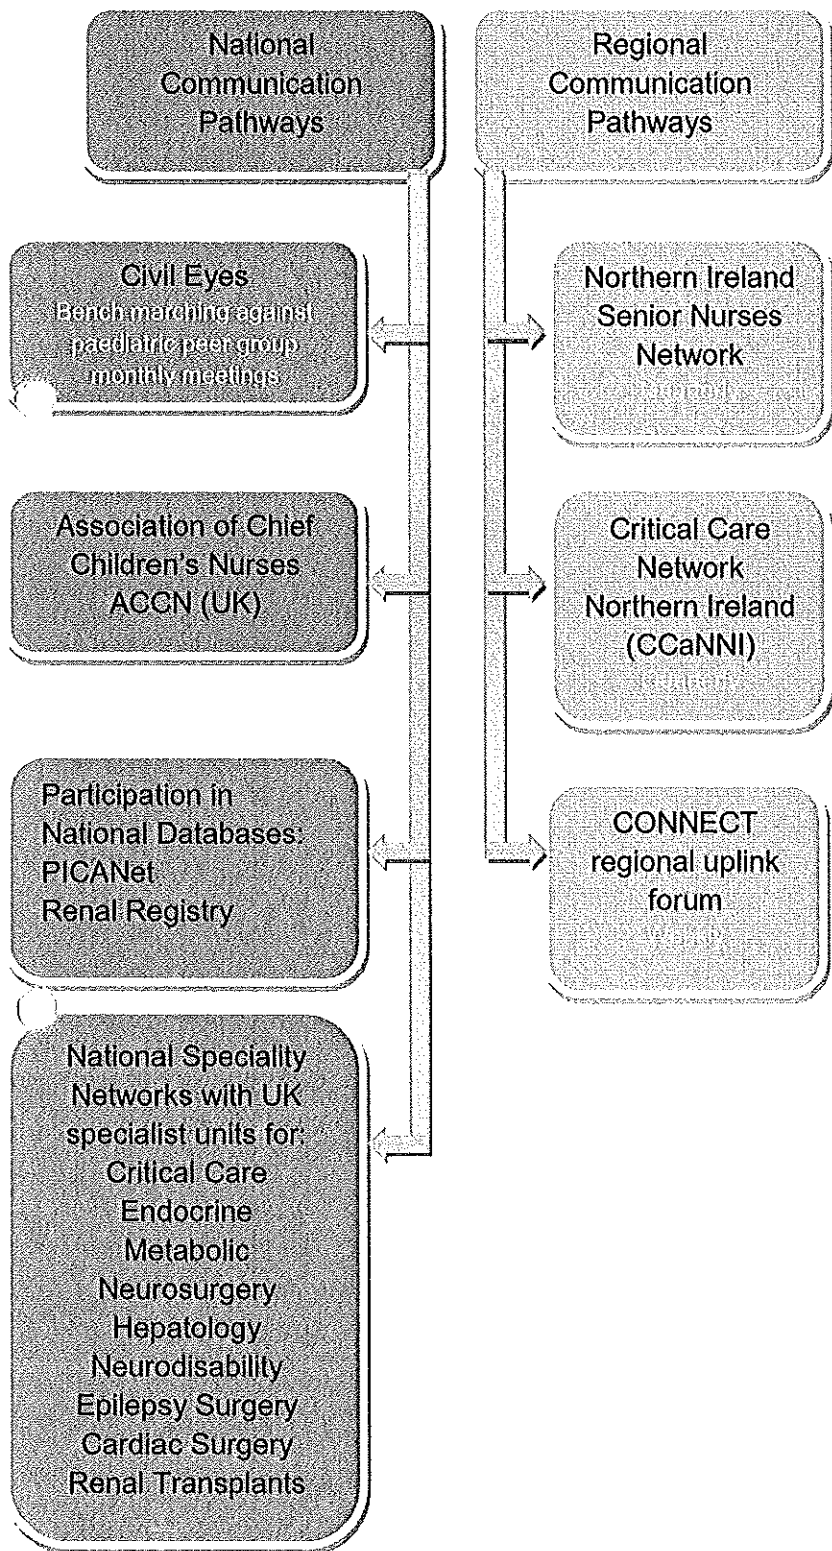 National
Communication
Pathways
Civil Eyes
Bench marching against
paediatric peer group
monthly meetings
Association of Chief
Children's Nurses
ACCN (UK)
Participation in
National Databases:
PICANet
Renal Registry
National Speciality
Networks with UK
specialist units for:
Critical Care
Endocrine
Metabolic
Neurosurgery
Hepatology
Neurodisability
Epilepsy Surgery
Cardiac Surgery
Renal Transplants
Regional
Communication
Pathways
Northern Ireland
Senior Nurses
Network
Critical Care
Network
Northern Ireland
(CCaNNI)
CONNECT
regional uplink
forum